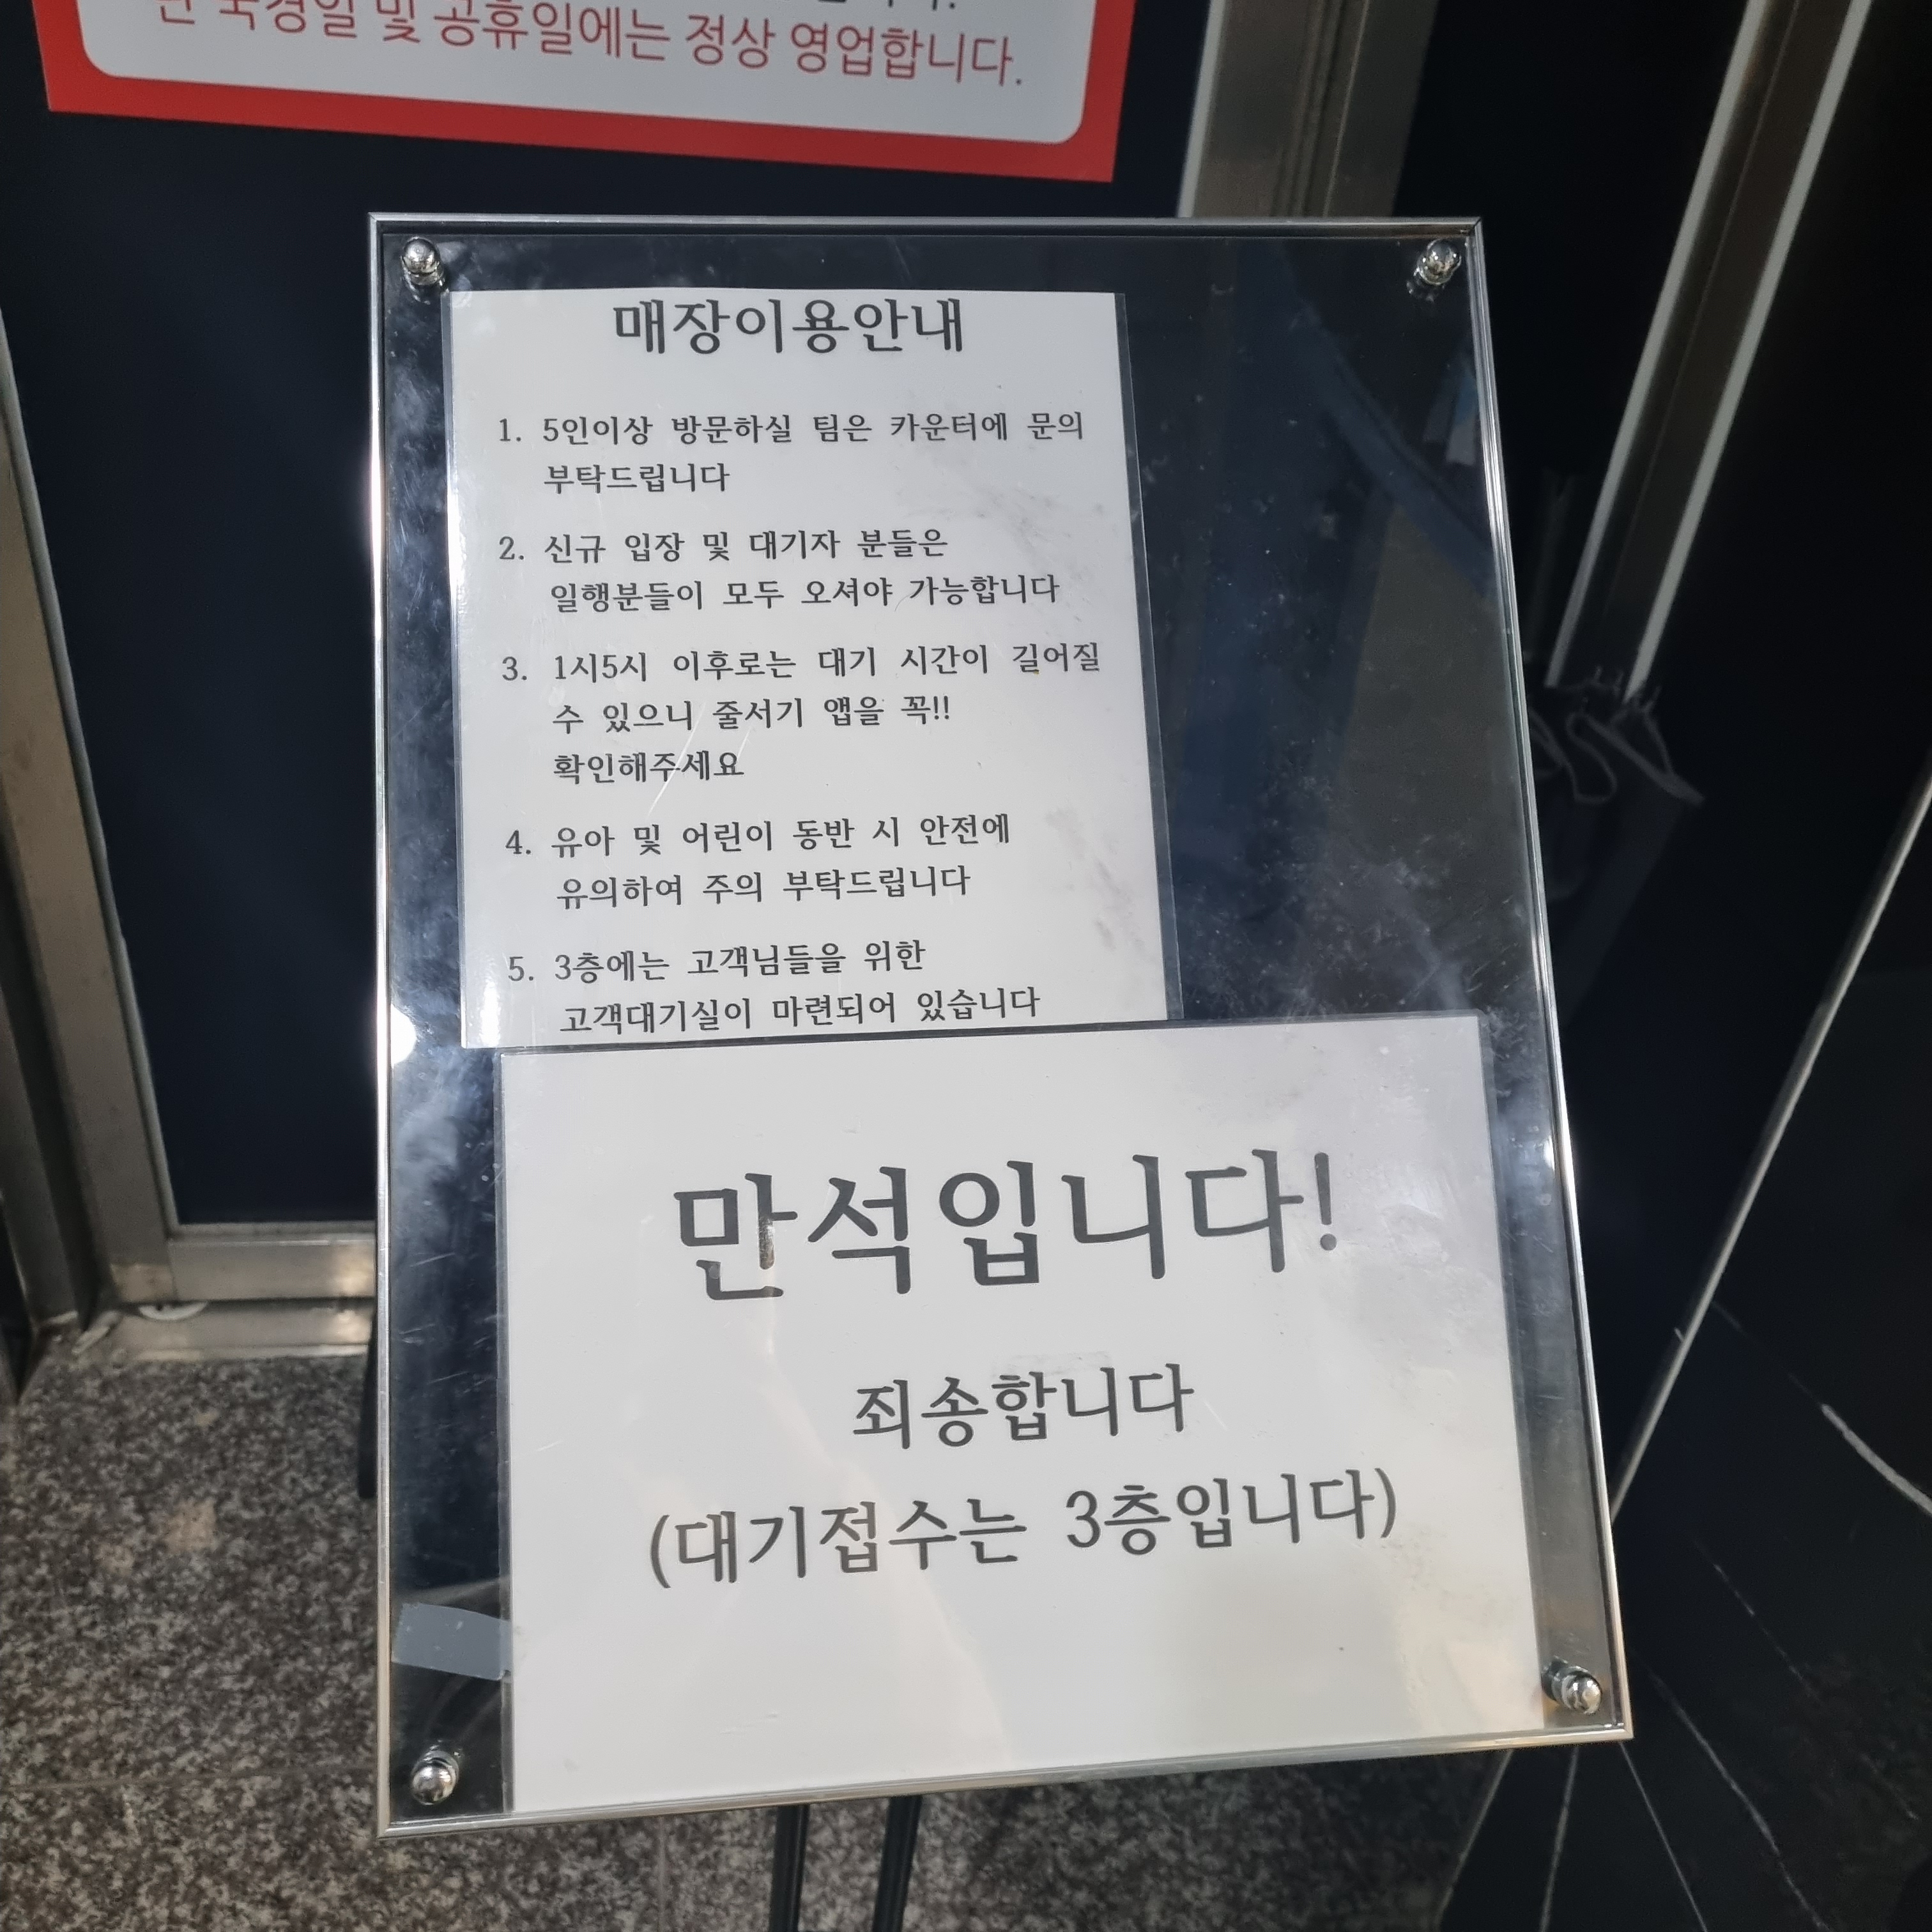 단 국경일 및 공휴일에는 정상 영업합니다.
매장이용안내
1. 5인이상 방문하실 팀은 카운터에 문의
부탁드립니다
2. 신규 입장 및 대기자 분들은
일행분들이 모두 오셔야 가능합니다
3. 1시5시 이후로는 대기 시간이 길어질
수 있으니 줄서기 앱을 꼭!!
확인해주세요
4. 유아 및 어린이 동반 시 안전에
유의하여 주의 부탁드립니다
5. 3층에는 고객님들을 위한
고객대기실이 마련되어 있습니다
만석입니다!
죄송합니다
(대기접수는 3층입니다)